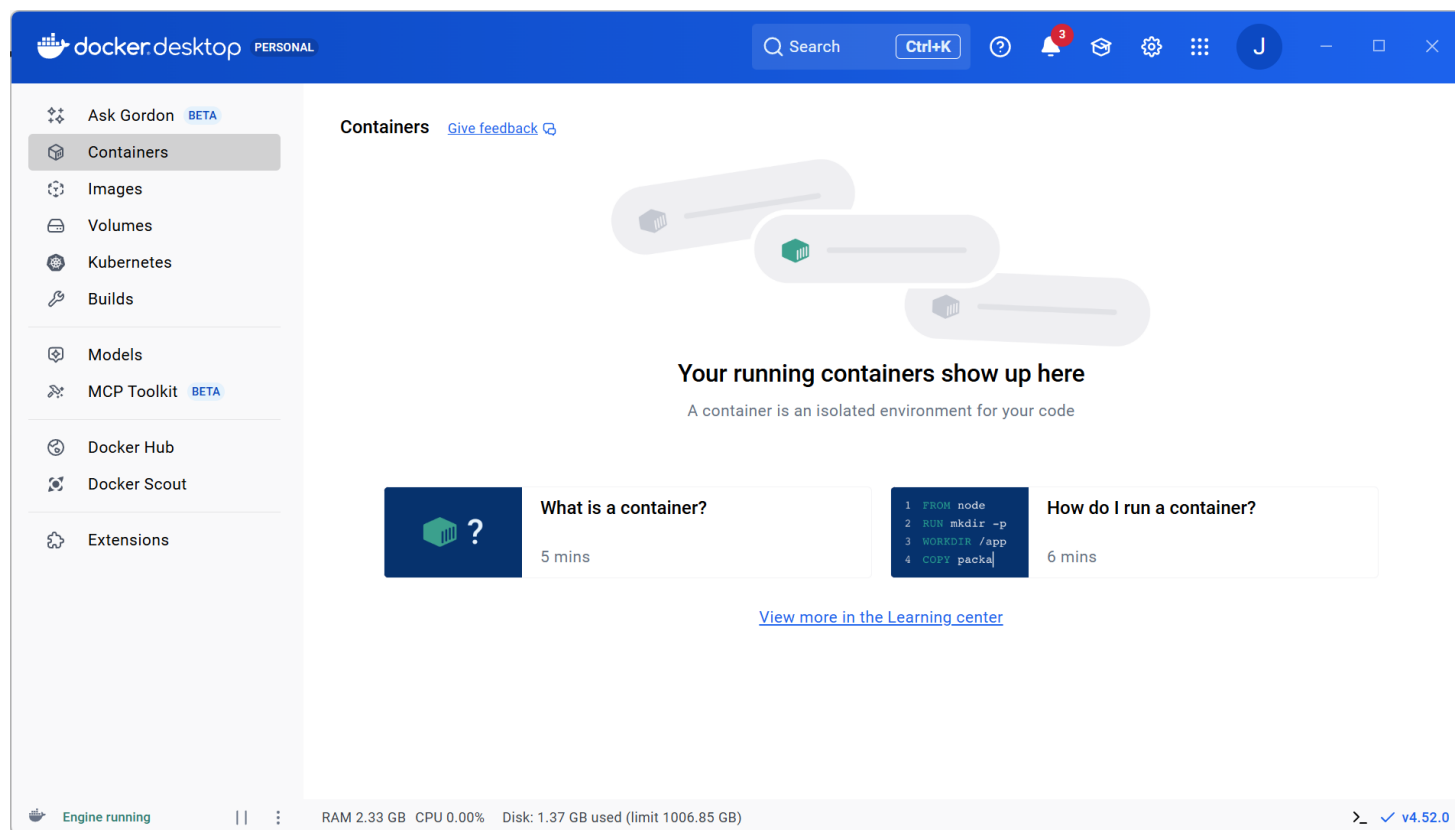 docker.desktop PERSONAL
Search Ctrl+K
3
J
Ask Gordon BETA
Containers
Images
Volumes
Kubernetes
Builds
Models
MCP Toolkit BETA
Docker Hub
Docker Scout
Extensions
Containers Give feedback
Your running containers show up here
A container is an isolated environment for your code
?
What is a container?
5 mins
1 FROM node
2 RUN mkdir -p
3 WORKDIR /app
4 COPY packa
How do I run a container?
6 mins
View more in the Learning center
Engine running
RAM 2.33 GB CPU 0.00% Disk: 1.37 GB used (limit 1006.85 GB)
v4.52.0